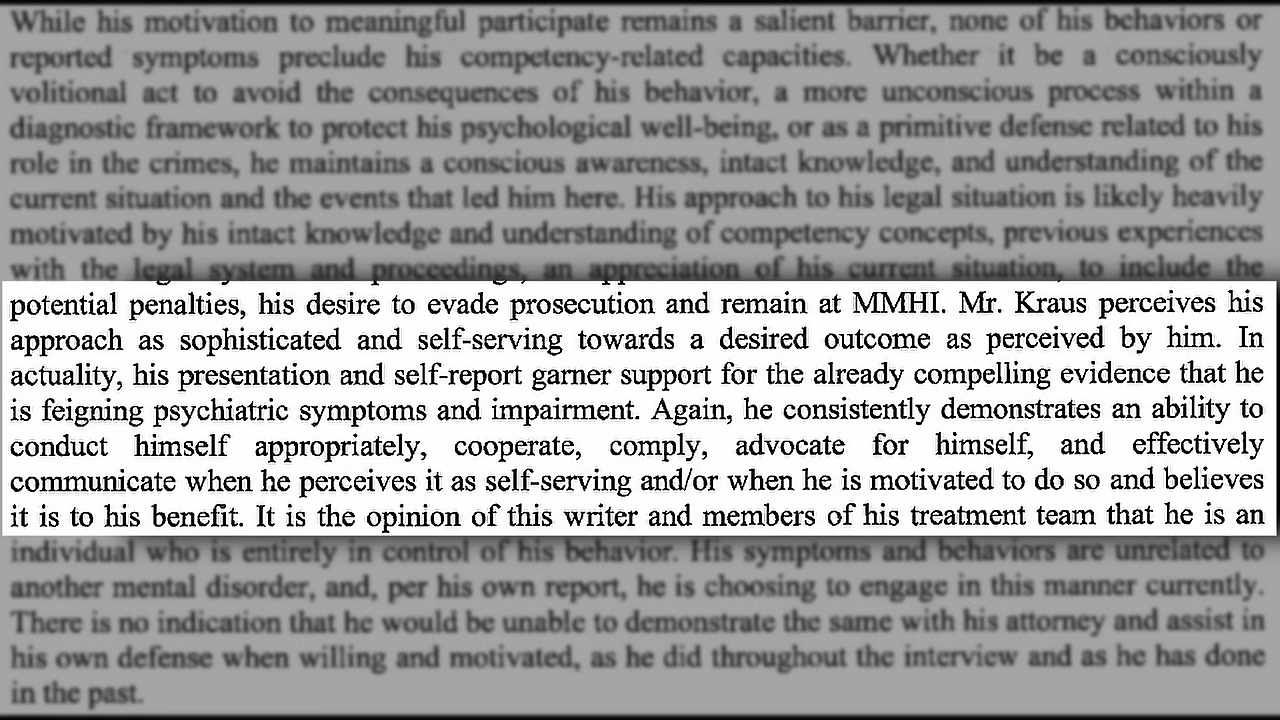 While his motivation to meaningful participate remains a salient barrier, none of his behaviors or
reported symptoms preclude his competency-related capacities. Whether it be a consciously
volitional act to avoid the consequences of his behavior, a more unconscious process within a
diagnostic framework to protect his psychological well-being, or as a primitive defense related to his
role in the crimes, he maintains a conscious awareness, intact knowledge, and understanding of the
current situation and the events that led him here. His approach to his legal situation is likely heavily
motivated by his intact knowledge and understanding of competency concepts, previous experiences
with the legal system and proceedings, an appreciation of his current situation, to include the
potential penalties, his desire to evade prosecution and remain at MMHI. Mr. Kraus perceives his
approach as sophisticated and self-serving towards a desired outcome as perceived by him. In
actuality, his presentation and self-report garner support for the already compelling evidence that he
is feigning psychiatric symptoms and impairment. Again, he consistently demonstrates an ability to
conduct himself appropriately, cooperate, comply, advocate for himself, and effectively
communicate when he perceives it as self-serving and/or when he is motivated to do so and believes
it is to his benefit. It is the opinion of this writer and members of his treatment team that he is an
individual who is entirely in control of his behavior. His symptoms and behaviors are unrelated to
another mental disorder, and, per his own report, he is choosing to engage in this manner currently.
There is no indication that he would be unable to demonstrate the same with his attorney and assist in
his own defense when willing and motivated, as he did throughout the interview and as he has done
in the past.